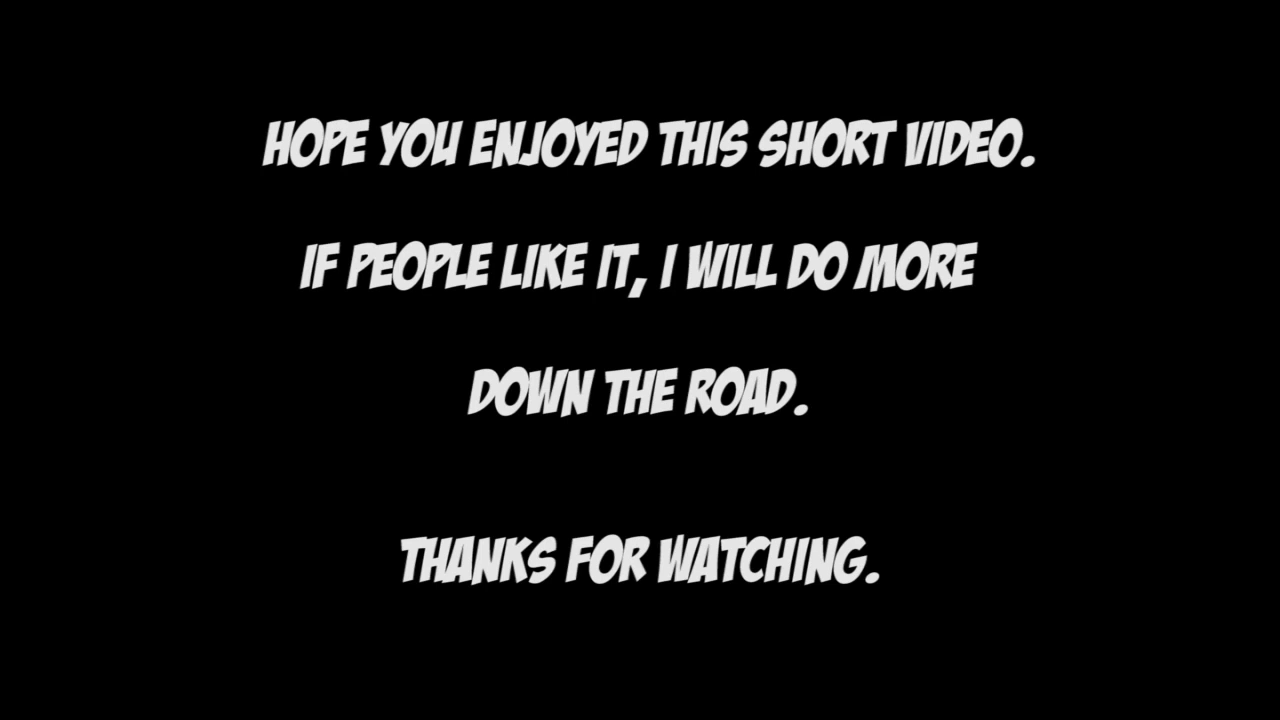 HOPE YOU ENJOYED THIS SHORT VIDEO.
IF PEOPLE LIKE IT, I WILL DO MORE
DOWN THE ROAD.
THANKS FOR WATCHING.